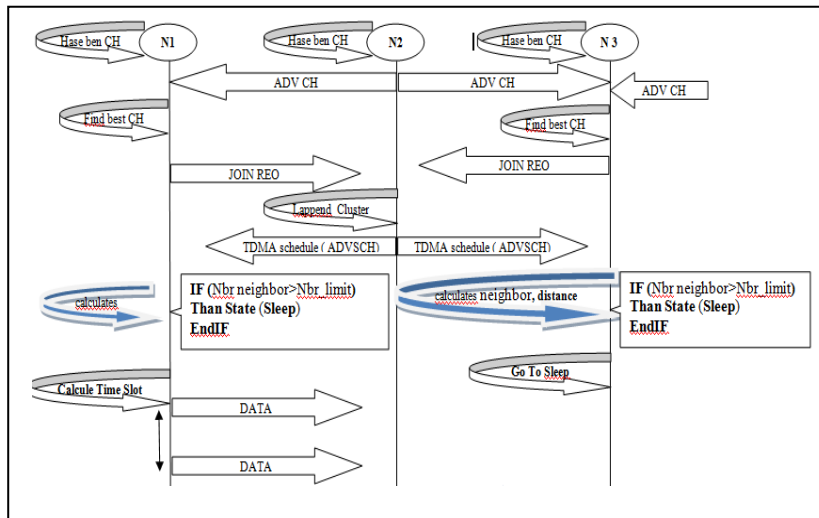 Hase ben CH
N1
Hase ben CH
N2
Hase ben CH
N 3
ADV CH
ADV CH
ADV CH
Find best CH
Find best CH
JOIN REO
JOIN REO
Lappend Cluster
TDMA schedule ( ADVSCH)
TDMA schedule ( ADVSCH)
calculates
IF (Nbr neighbor>Nbr_limit)
Than State (Sleep)
EndIF
calculates neighbor, distance
IF (Nbr neighbor>Nbr_limit)
Than State (Sleep)
EndIF
Calcule Time Slot
Go To Sleep
DATA
DATA